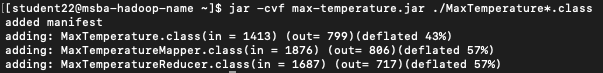 [[student22@msba-hadoop-name ~]$ jar -cvf max-temperature.jar ./MaxTemperature*.class
added manifest
adding: MaxTemperature.class(in = 1413) (out= 799)(deflated 43%)
adding: MaxTemperatureMapper.class(in = 1876) (out= 806)(deflated 57%)
adding: MaxTemperatureReducer.class(in = 1687) (out= 717)(deflated 57%)